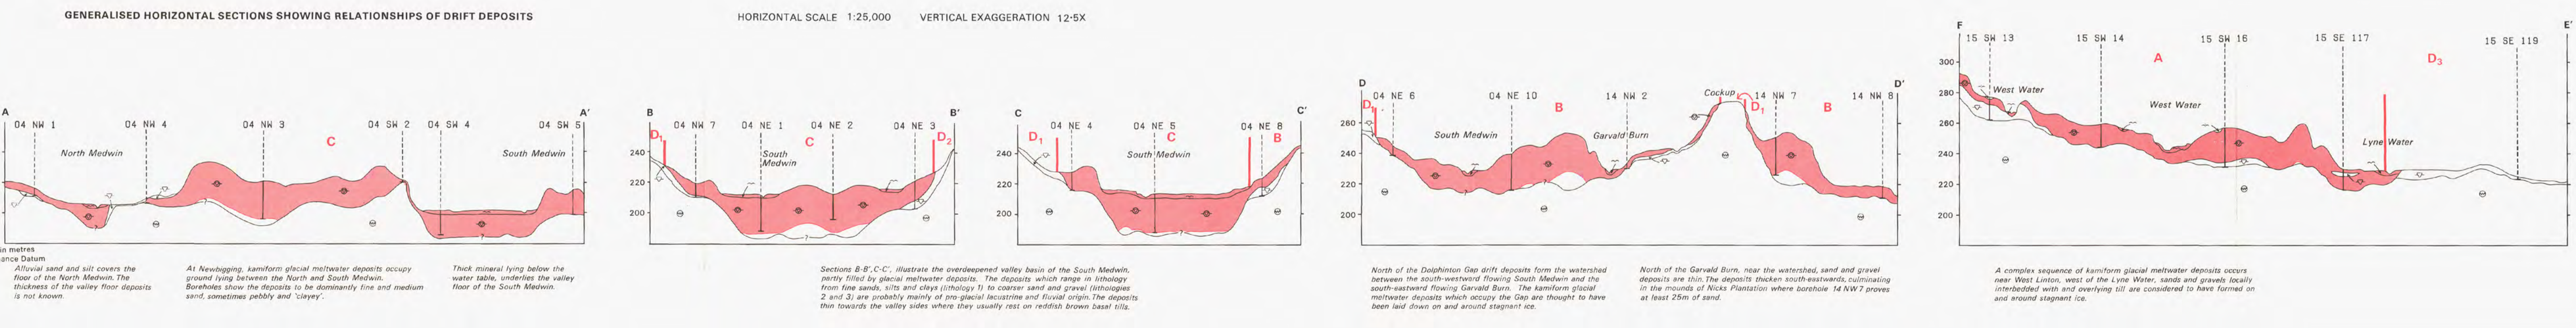 GENERALISED HORIZONTAL SECTIONS SHOWING RELATIONSHIPS OF DRIFT DEPOSITS
HORIZONTAL SCALE 1:25,000 VERTICAL EXAGGERATION 12·5X
A A'
04 NW 1 04 NW 4 04 NW 3 04 SW 2 04 SW 4 04 SW 5
C
North Medwin South Medwin
?
?
?
in metres
ance Datum
Alluvial sand and silt covers the
floor of the North Medwin. The
thickness of the valley floor deposits
is not known.
At Newbigging, kamiform glacial meltwater deposits occupy
ground lying between the North and South Medwin.
Boreholes show the deposits to be dominantly fine and medium
sand, sometimes pebbly and 'clayey'.
Thick mineral lying below the
water table, underlies the valley
floor of the South Medwin.
B B'
04 NW 7 04 NE 1 04 NE 2 04 NE 3
D1 C D2
South
Medwin
240
220
200
?
C C'
04 NE 4 04 NE 5 04 NE 8
D1 C B
South Medwin
240
220
200
?
Sections B-B', C-C', illustrate the overdeepened valley basin of the South Medwin,
partly filled by glacial meltwater deposits. The deposits which range in lithology
from fine sands, silts and clays (lithology 1) to coarse sand and gravel (lithologies
2 and 3) are probably mainly of pro-glacial lacustrine and fluvial origin. The deposits
thin towards the valley sides where they usually rest on reddish brown basal tills.
D D'
04 NE 6 04 NE 10 14 NW 2 Cockup 14 NW 7 14 NW 8
D1 B D1 B
South Medwin Garvald Burn
260
240
220
200
?
?
North of the Dolphinton Gap drift deposits form the watershed
between the south-westward flowing South Medwin and the
south-eastward flowing Garvald Burn. The kamiform glacial
meltwater deposits which occupy the Gap are thought to have
been laid down on and around stagnant ice.
North of the Garvald Burn, near the watershed, sand and gravel
deposits are thin. The deposits thicken south-eastwards, culminating
in the mounds of Nicks Plantation where borehole 14 NW 7 proves
at least 25m of sand.
F E'
15 SW 13 15 SW 14 15 SW 16 15 SE 117 15 SE 119
A D3
West Water West Water Lyne Water
300
280
260
240
220
200
A complex sequence of kamiform glacial meltwater deposits occurs
near West Linton, west of the Lyne Water, sands and gravels locally
interbedded with and overlying till are considered to have formed on
and around stagnant ice.